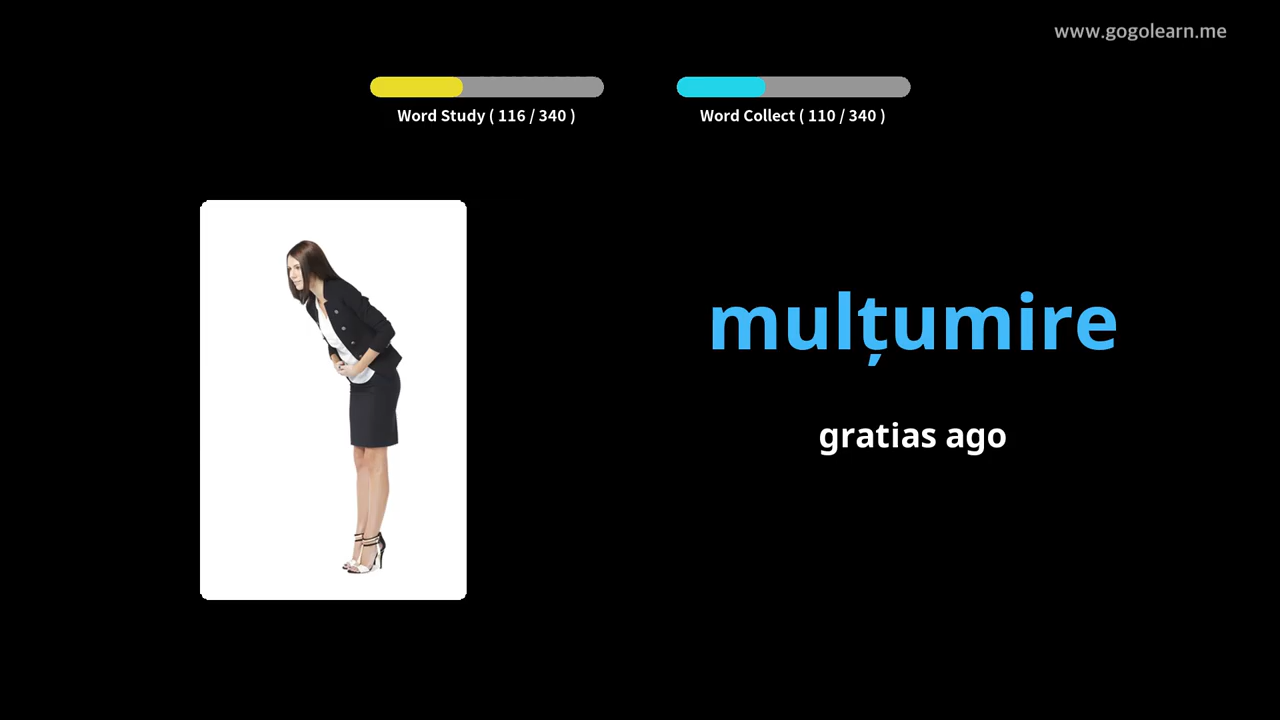 www.gogolearn.me
Word Study ( 116 / 340 )
Word Collect ( 110 / 340 )
mulțumire
gratias ago